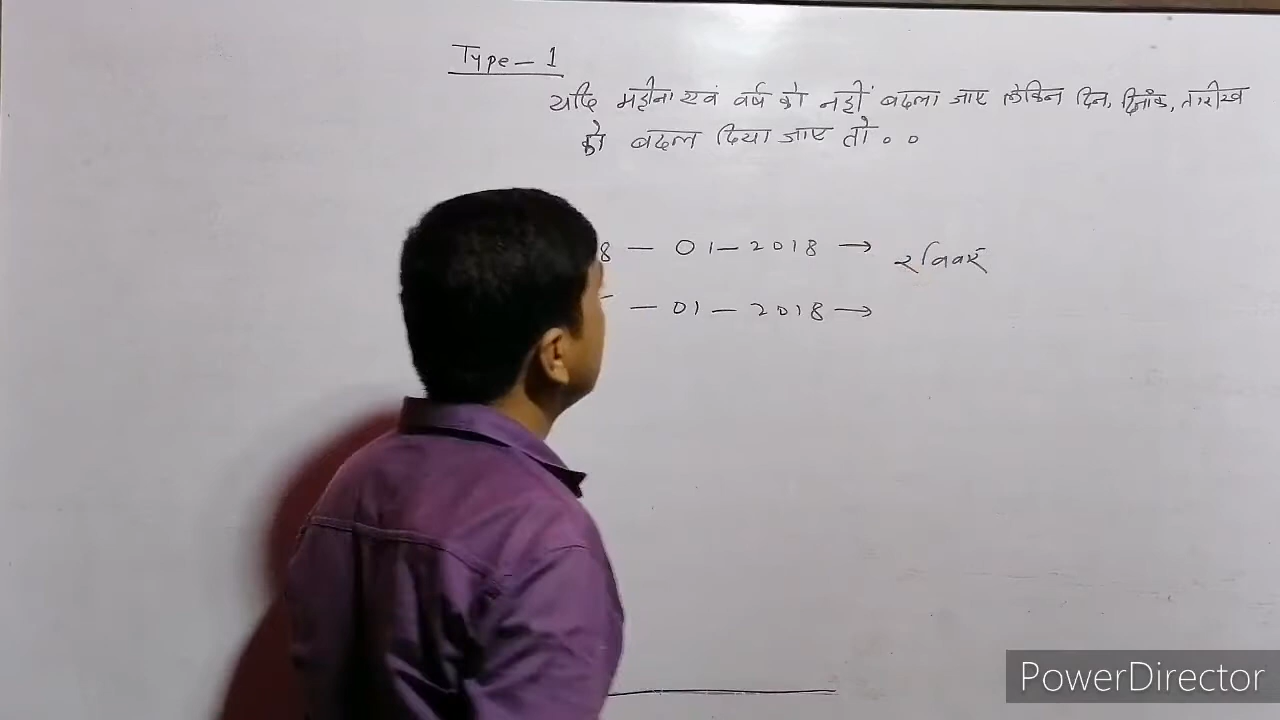 Type - 1
यदि महीना एवं वर्ष को नहीं बदला जाए लेकिन दिन, दिनाँक, तारीख
को बदल दिया जाए तो..
8 - 01 - 2018 → रविवार
- 01 - 2018 →
PowerDirector